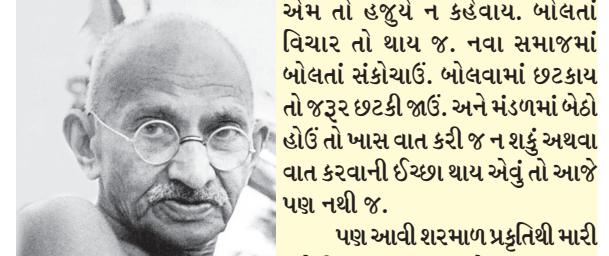 એમ તો હજુયે ન કહેવાય. બોલતાં
વિચાર તો થાય જ. નવા સમાજમાં
બોલતાં સંકોચાઉં. બોલવામાં છટકાય
તો જરૂર છટકી જાઉં. અને મંડળમાં બેઠો
હોઉં તો ખાસ વાત કરી જ ન શકું અથવા
વાત કરવાની ઈચ્છા થાય એવું તો આજે
પણ નથી જ.
પણ આવી શરમાળ પ્રકૃતિથી મારી